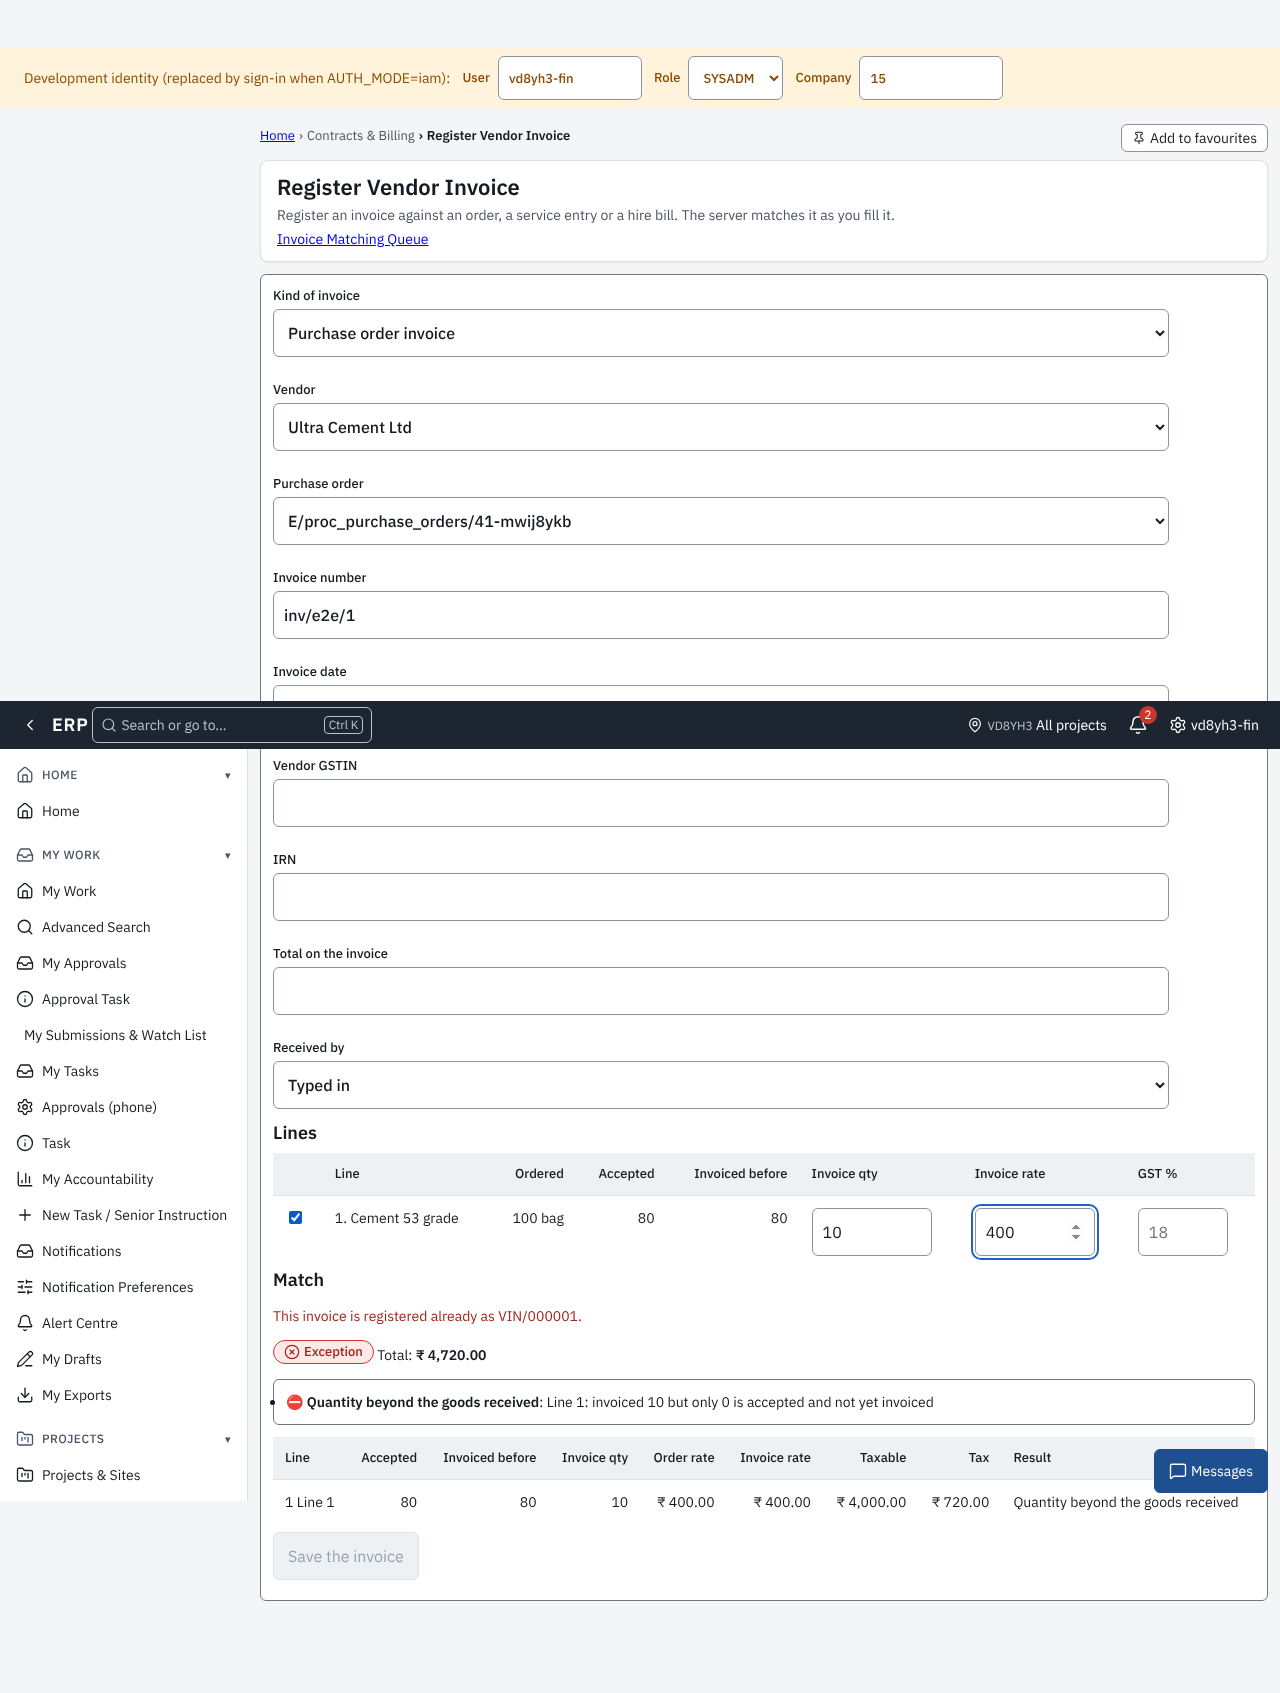 Development identity (replaced by sign-in when AUTH_MODE=iam): User vd8yh3-fin Role SYSADM Company 15
Home › Contracts & Billing › Register Vendor Invoice
Add to favourites
Register Vendor Invoice
Register an invoice against an order, a service entry or a hire bill. The server matches it as you fill it.
Invoice Matching Queue
Kind of invoice
Purchase order invoice
Vendor
Ultra Cement Ltd
Purchase order
E/proc_purchase_orders/41-mwij8ykb
Invoice number
inv/e2e/1
Invoice date
ERP Search or go to... Ctrl K VD8YH3 All projects 2 vd8yh3-fin
HOME
Home
MY WORK
My Work
Advanced Search
My Approvals
Approval Task
My Submissions & Watch List
My Tasks
Approvals (phone)
Task
My Accountability
New Task / Senior Instruction
Notifications
Notification Preferences
Alert Centre
My Drafts
My Exports
PROJECTS
Projects & Sites
Vendor GSTIN
IRN
Total on the invoice
Received by
Typed in
Lines
Line Ordered Accepted Invoiced before Invoice qty Invoice rate GST %
1. Cement 53 grade 100 bag 80 80 10 400 18
Match
This invoice is registered already as VIN/000001.
Exception Total: ₹ 4,720.00
Quantity beyond the goods received: Line 1: invoiced 10 but only 0 is accepted and not yet invoiced
Line Accepted Invoiced before Invoice qty Order rate Invoice rate Taxable Tax Result
1 Line 1 80 80 10 ₹ 400.00 ₹ 400.00 ₹ 4,000.00 ₹ 720.00 Quantity beyond the goods received
Messages
Save the invoice